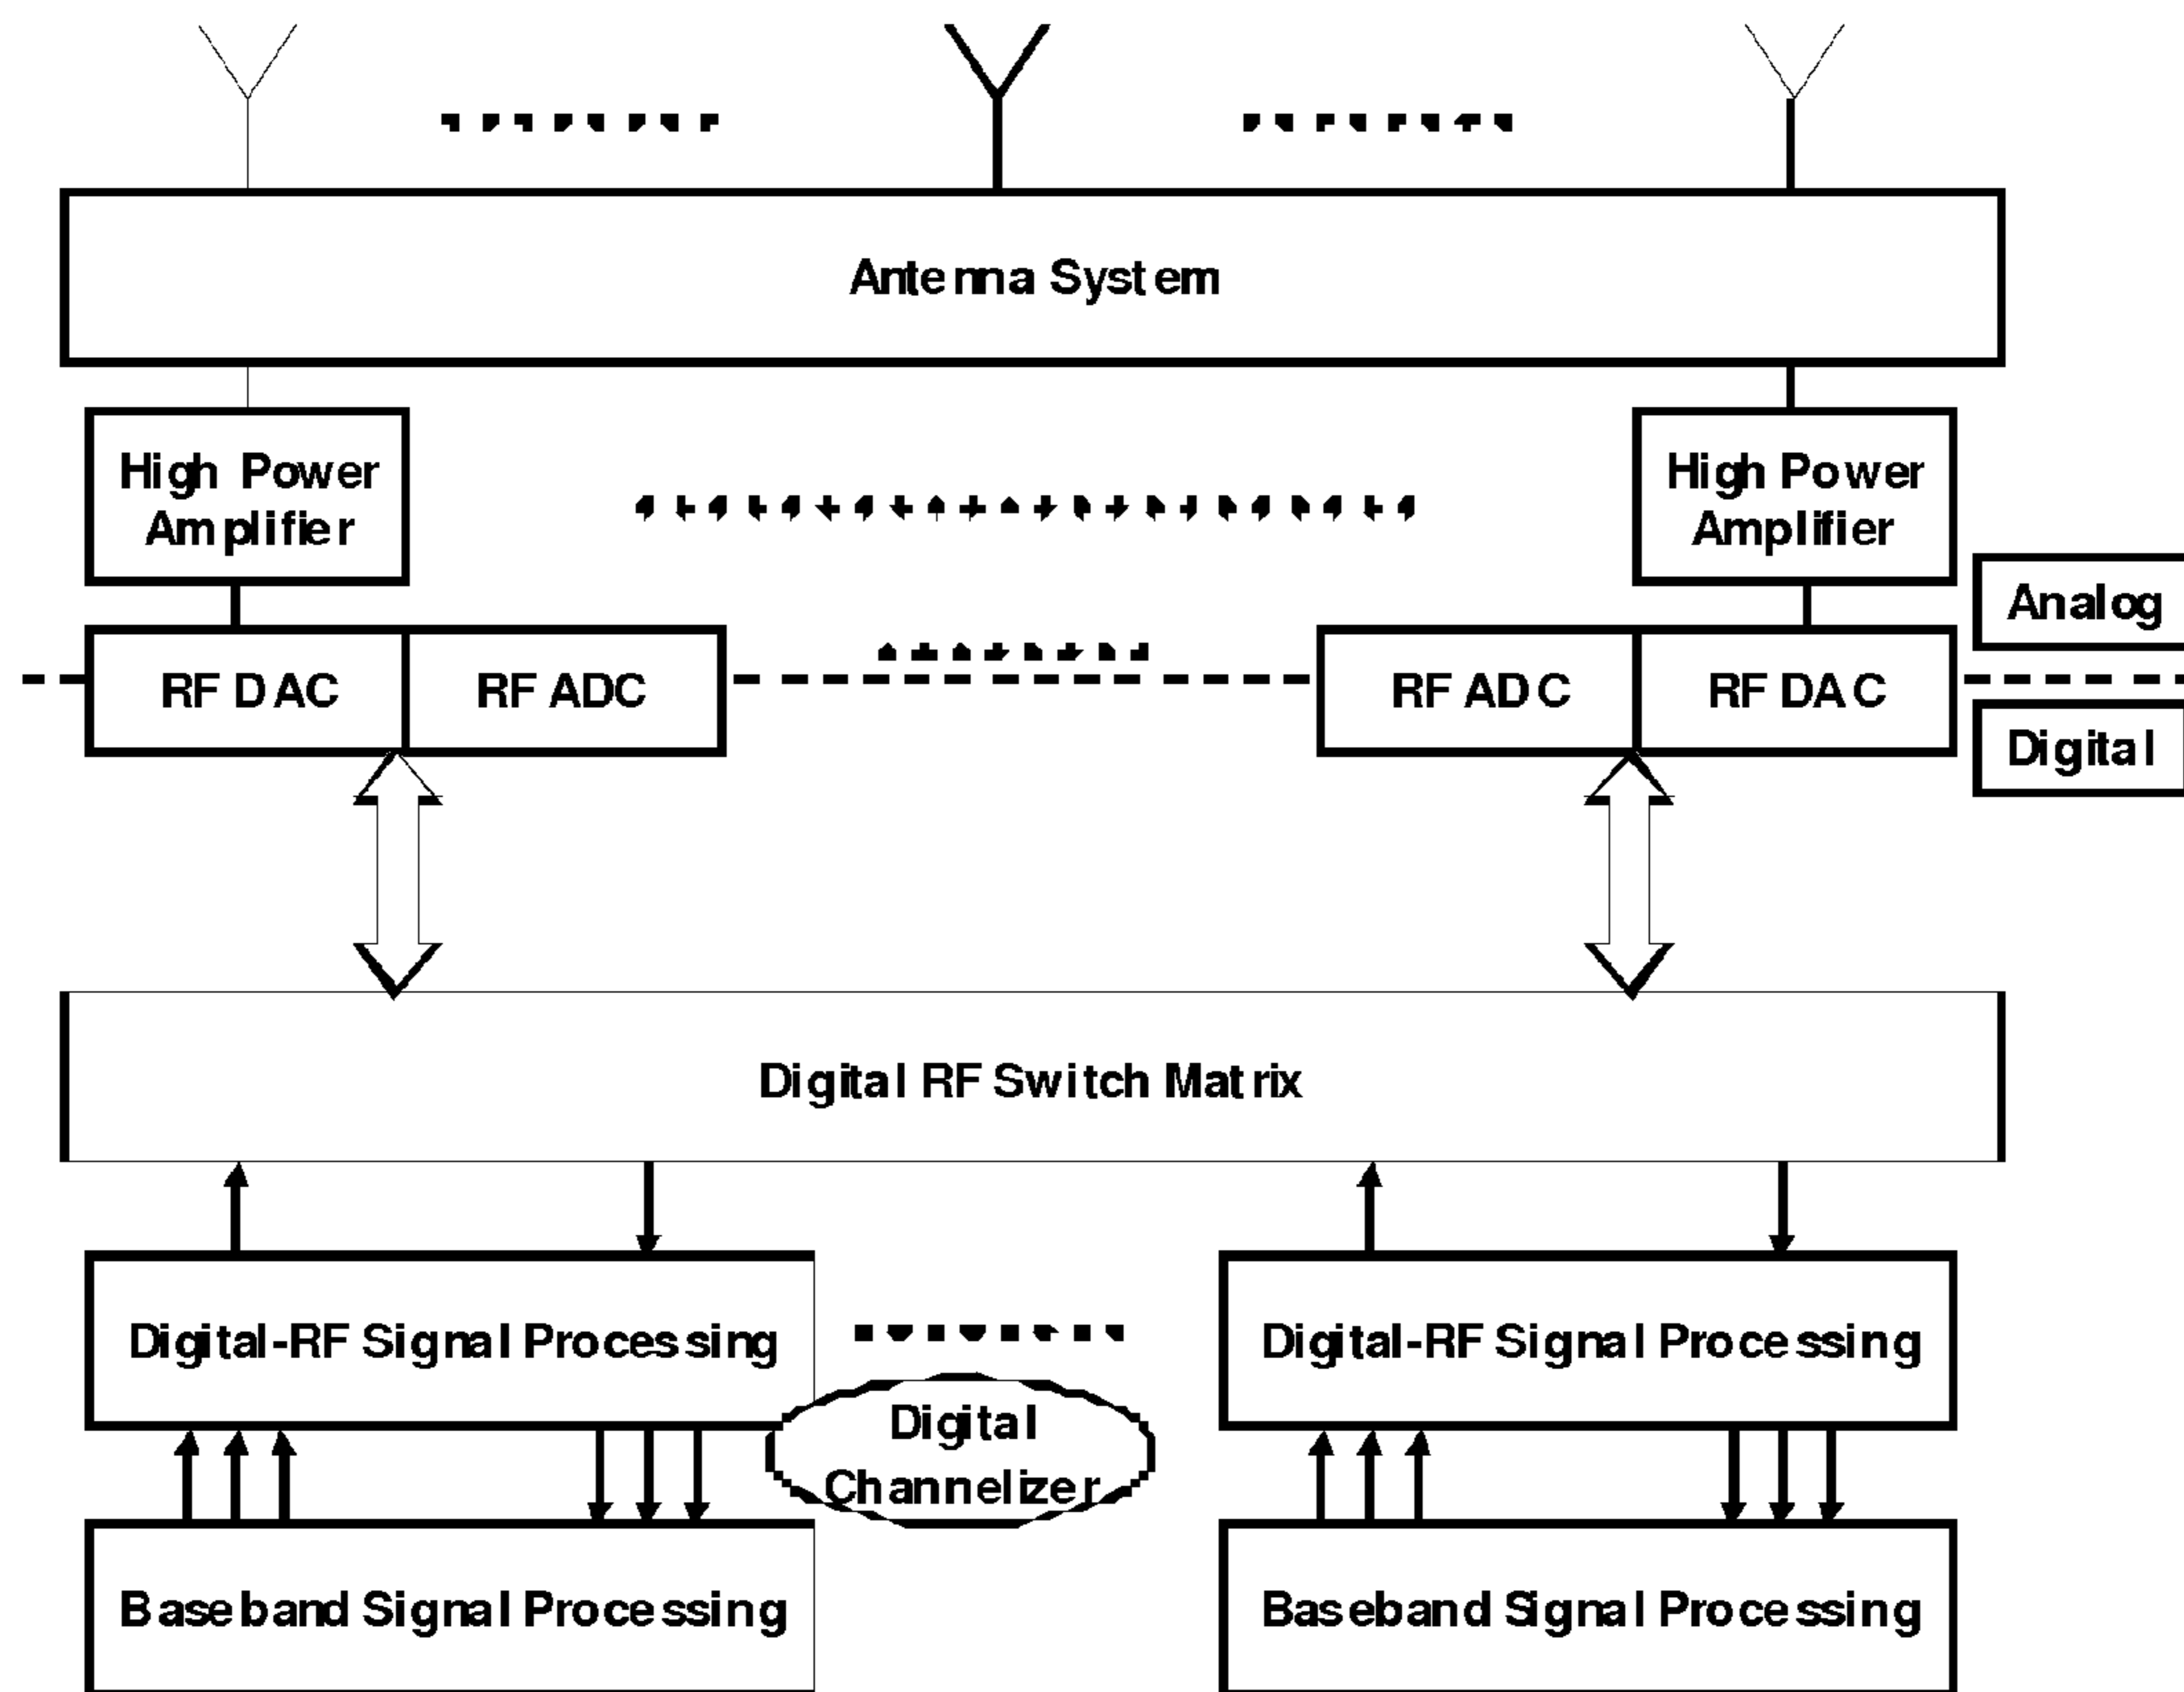 Antenna System
High Power
Amplifier
High Power
Amplifier
Analog
RF DAC
RF ADC
RF ADC
RF DAC
Digital
Digital RF Switch Matrix
Digital-RF Signal Processing
Digital-RF Signal Processing
Digital
Channelizer
Baseband Signal Processing
Baseband Signal Processing